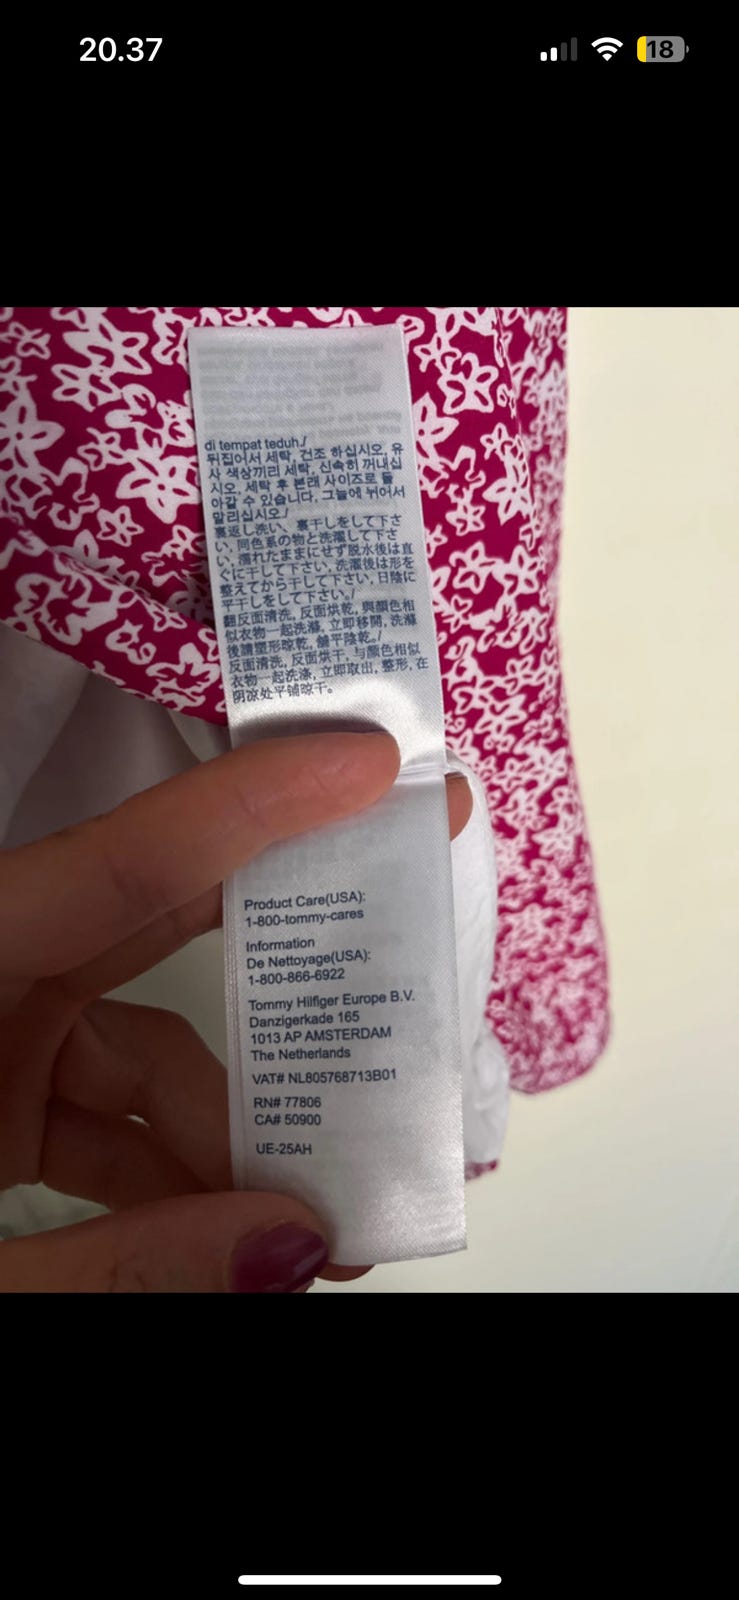 20.37
18
di tempat teduh./
뒤집어서 세탁, 건조 하십시오, 유
사 색상끼리 세탁, 신속히 꺼내십
시오, 세탁 후 본래 사이즈로 돌
아갈 수 있습니다, 그늘에 뉘어서
말리십시오./
裏返し洗い、裏干しをして下さ
い, 同色系の物と洗濯して下さ
い, 濡れたままにせず脱水後は直
ぐに干して下さい, 洗濯後は形を
整えてから干して下さい, 日陰に
平干しをして下さい./
翻反面清洗, 反面烘乾, 與顏色相
似衣物一起洗滌, 立即移開, 洗滌
後請塑形晾乾, 舖平陰乾./
反面清洗, 反面烘干, 与颜色相似
衣物一起洗涤, 立即取出, 整形, 在
阴凉处平铺晾干。
Product Care(USA):
1-800-tommy-cares
Information
De Nettoyage(USA):
1-800-866-6922
Tommy Hilfiger Europe B.V.
Danzigerkade 165
1013 AP AMSTERDAM
The Netherlands
VAT# NL805768713B01
RN# 77806
CA# 50900
UE-25AH